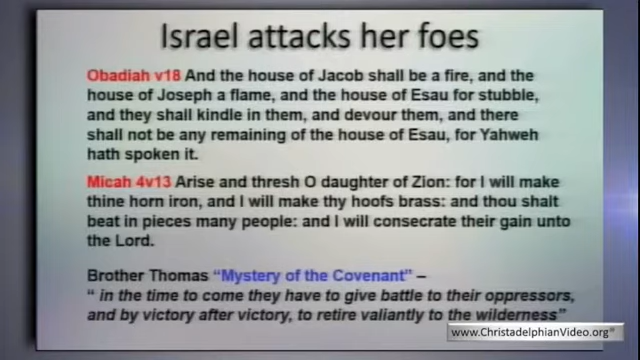 Israel attacks her foes
Obadiah v18 And the house of Jacob shall be a fire, and the
house of Joseph a flame, and the house of Esau for stubble,
and they shall kindle in them, and devour them, and there
shall not be any remaining of the house of Esau, for Yahweh
hath spoken it.
Micah 4v13 Arise and thresh O daughter of Zion: for I will make
thine horn iron, and I will make thy hoofs brass: and thou shalt
beat in pieces many people: and I will consecrate their gain unto
the Lord.
Brother Thomas “Mystery of the Covenant” –
“ in the time to come they have to give battle to their oppressors,
and by victory after victory, to retire valiantly to the wilderness”
www.ChristadelphianVideo.org"